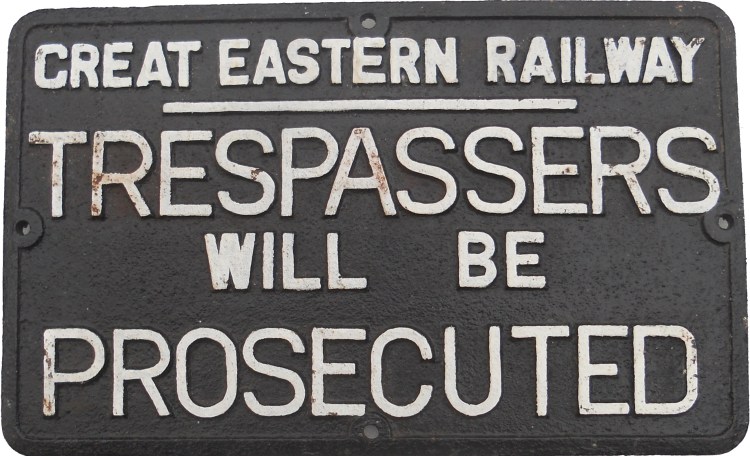 GREAT EASTERN RAILWAY
TRESPASSERS
WILL BE
PROSECUTED